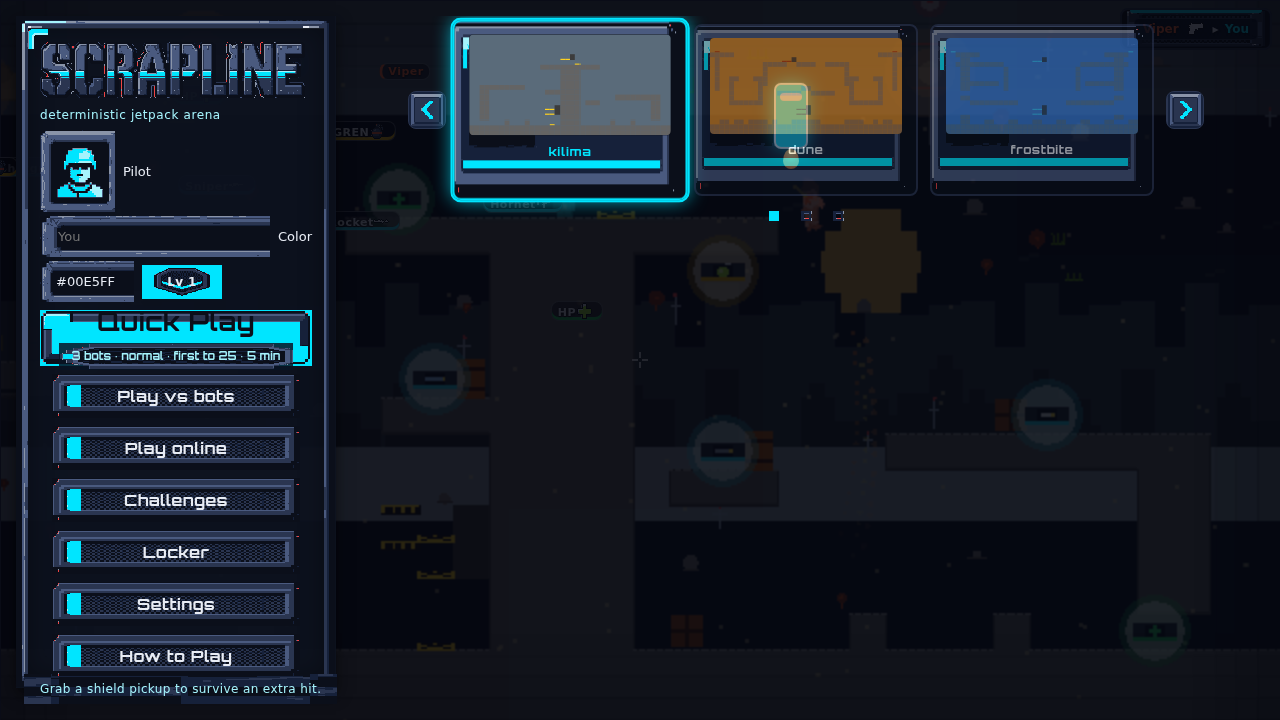 SCRAPLINE
deterministic jetpack arena
Pilot
You
Color
#00E5FF
Lv 1
Quick Play
3 bots · normal · first to 25 · 5 min
Play vs bots
Play online
Challenges
Locker
Settings
How to Play
Grab a shield pickup to survive an extra hit.
kilima
dune
frostbite
Viper
GREN
ocket
HP
▸ You